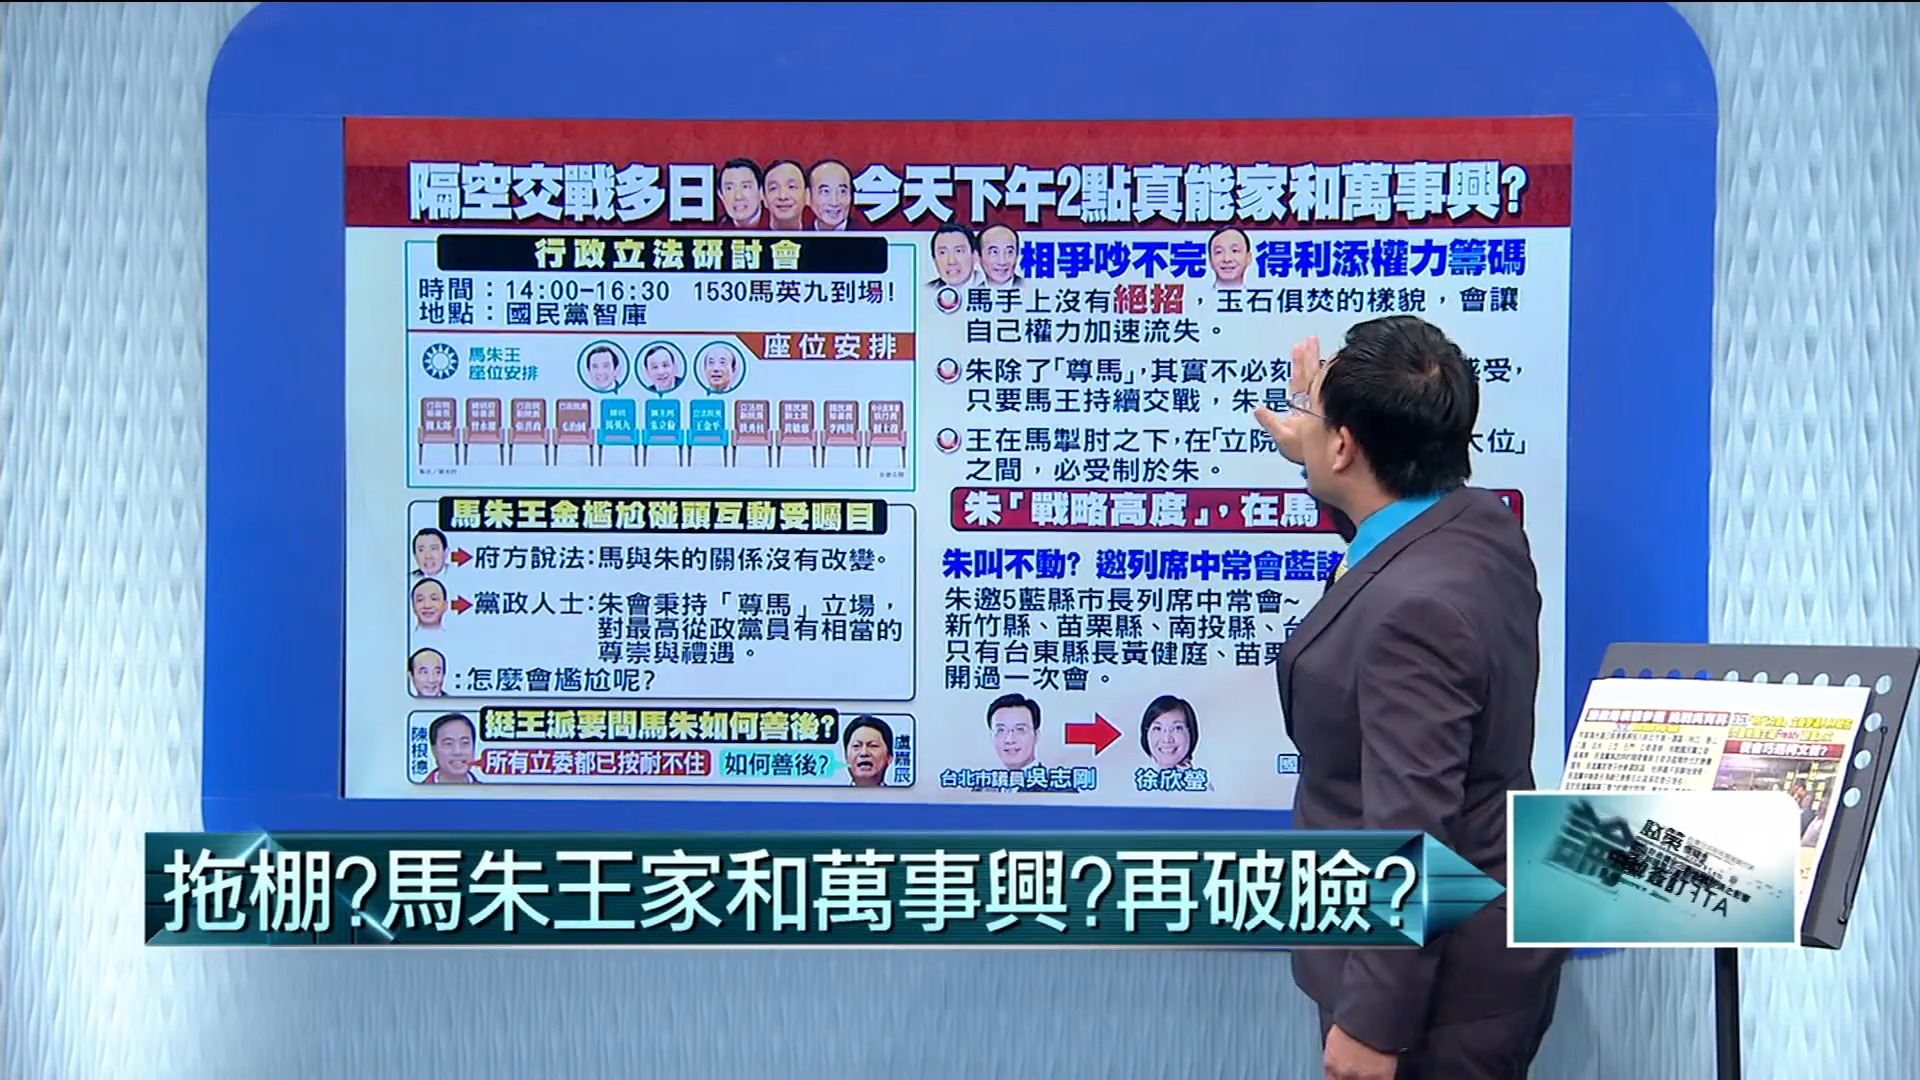 隔空交戰多日 今天下午2點真能家和萬事興?
行政立法研討會
時間：14:00-16:30 1530馬英九到場!
地點：國民黨智庫
馬朱王
座位安排
座位安排
馬朱王金尷尬碰頭互動受矚目
府方說法:馬與朱的關係沒有改變。
黨政人士:朱會秉持「尊馬」立場，
對最高從政黨員有相當的
尊崇與禮遇。
:怎麼會尷尬呢?
挺王派要問馬朱如何善後?
陳根德
所有立委都已按耐不住 如何善後?
盧嘉辰
相爭吵不完 得利添權力籌碼
馬手上沒有絕招，玉石俱焚的樣貌，會讓
自己權力加速流失。
朱除了「尊馬」,其實不必刻 感受,
只要馬王持續交戰，朱是
王在馬掣肘之下,在「立院 大位」
之間，必受制於朱。
朱「戰略高度」,在馬
朱叫不動? 邀列席中常會藍
朱邀5藍縣市長列席中常會~
新竹縣、苗栗縣、南投縣、台
只有台東縣長黃健庭、苗栗
開過一次會。
台北市議員吳志剛
徐欣瑩
國
拖棚?馬朱王家和萬事興?再破臉?